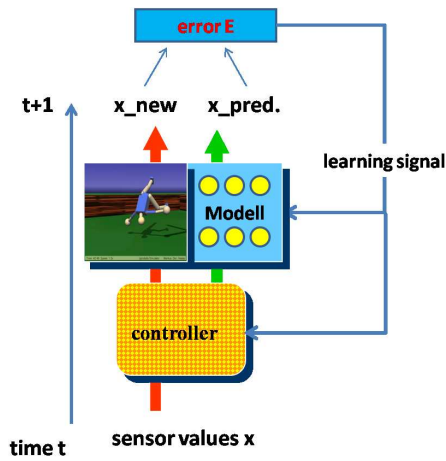 error E
t+1
x_new
x_pred.
learning signal
Modell
controller
sensor values x
time t